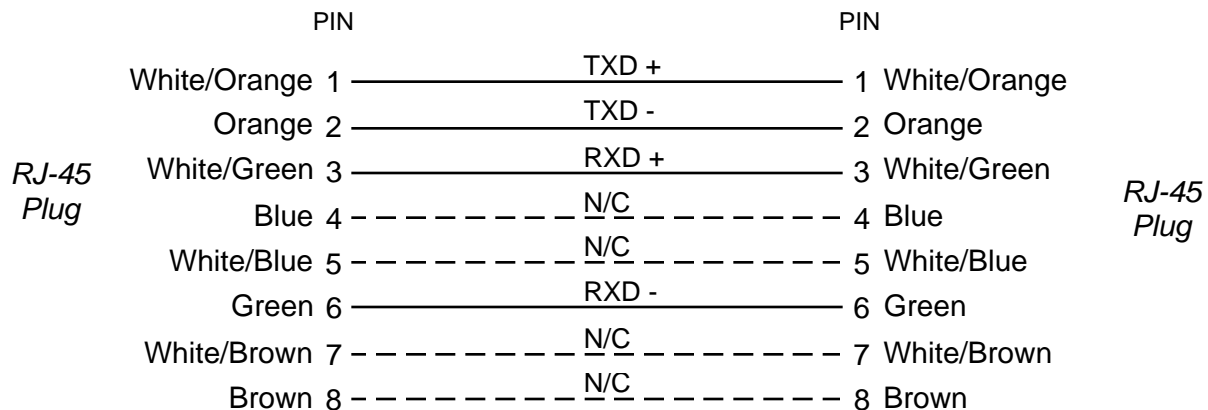 PIN PIN
White/Orange 1 TXD + 1 White/Orange
Orange 2 TXD - 2 Orange
White/Green 3 RXD + 3 White/Green
RJ-45 Plug
Blue 4 N/C 4 Blue
RJ-45 Plug
White/Blue 5 N/C 5 White/Blue
Green 6 RXD - 6 Green
White/Brown 7 N/C 7 White/Brown
Brown 8 N/C 8 Brown